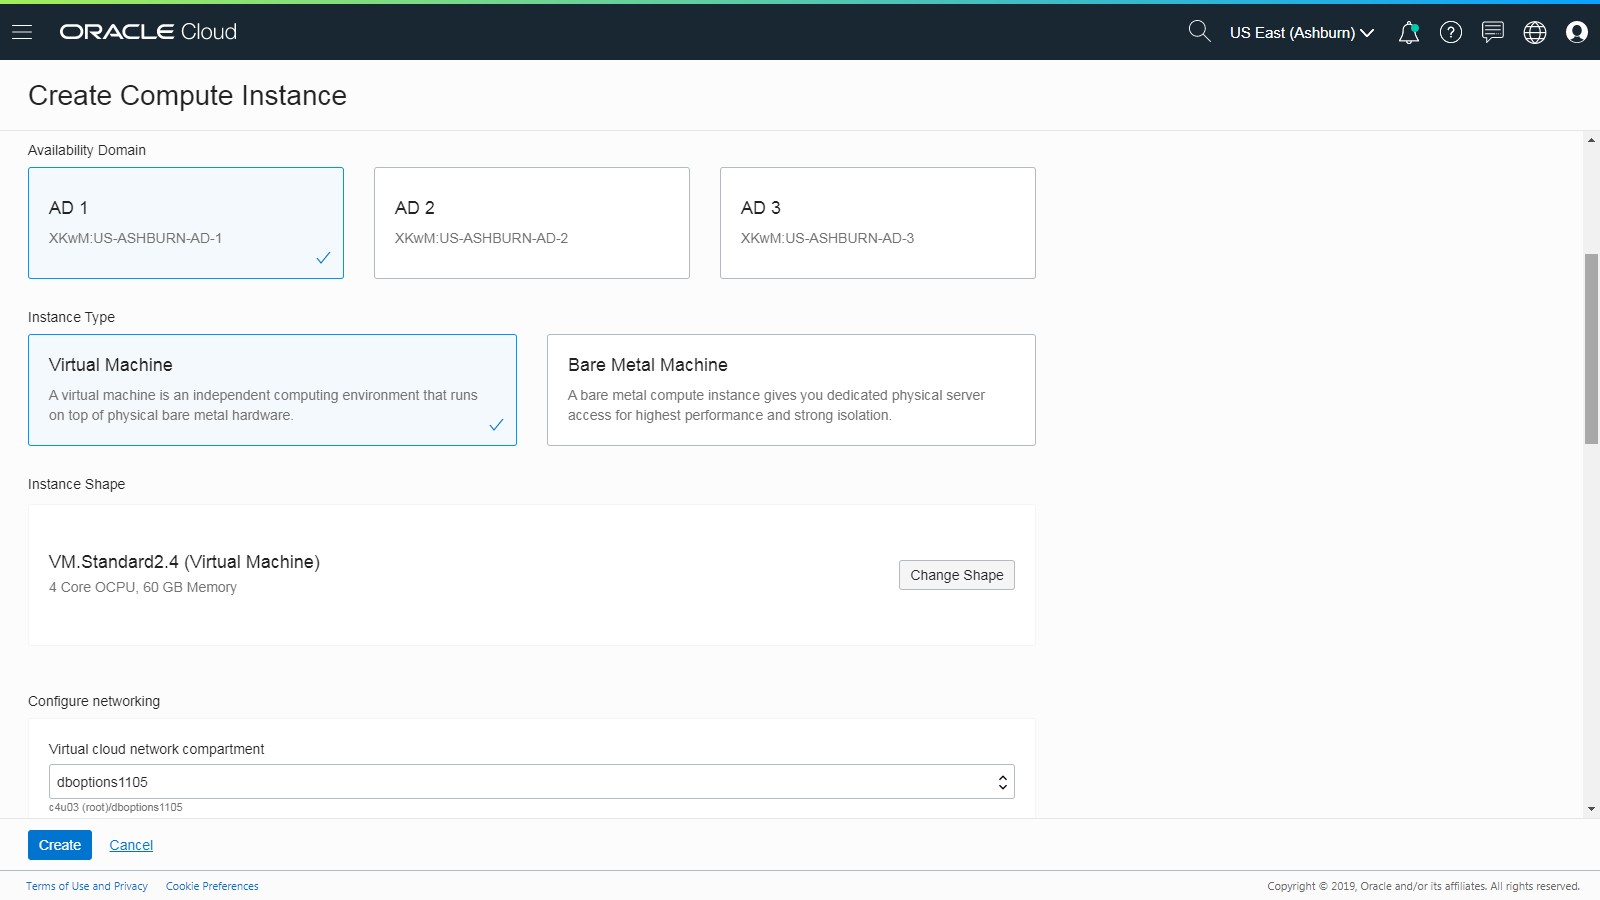 ORACLE Cloud
US East (Ashburn)
Create Compute Instance
Availability Domain
AD 1
XKwM:US-ASHBURN-AD-1
AD 2
XKwM:US-ASHBURN-AD-2
AD 3
XKwM:US-ASHBURN-AD-3
Instance Type
Virtual Machine
A virtual machine is an independent computing environment that runs
on top of physical bare metal hardware.
Bare Metal Machine
A bare metal compute instance gives you dedicated physical server
access for highest performance and strong isolation.
Instance Shape
VM.Standard2.4 (Virtual Machine)
4 Core OCPU, 60 GB Memory
Change Shape
Configure networking
Virtual cloud network compartment
dboptions1105
c4u03 (root)/dboptions1105
Create Cancel
Terms of Use and Privacy Cookie Preferences
Copyright © 2019, Oracle and/or its affiliates. All rights reserved.